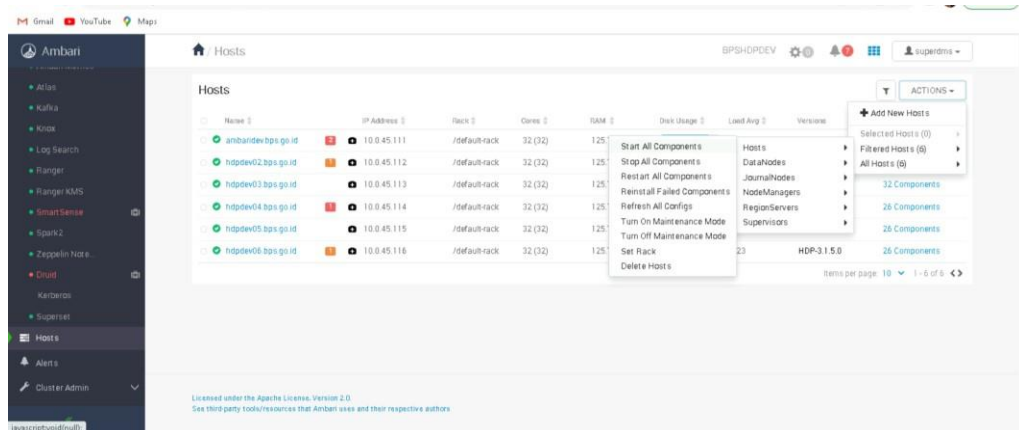 Gmail YouTube Maps
Ambari
Hosts
BPSHDPDEV
superdms
Atlas
Kafka
Knox
Log Search
Ranger
Ranger KMS
SmartSense
Spark2
Zeppelin Note..
Druid
Kerberos
Superset
Hosts
Alerts
Cluster Admin
javascript:void(null);
Hosts
ACTIONS
Name IP Address Rack Cores RAM Disk Usage Load Avg Versions
ambaridev.bps.go.id 2 10.0.45.111 /default-rack 32 (32) 125.
hdpdev02.bps.go.id 1 10.0.45.112 /default-rack 32 (32) 125.
hdpdev03.bps.go.id 10.0.45.113 /default-rack 32 (32) 125. 32 Components
hdpdev04.bps.go.id 10.0.45.114 /default-rack 32 (32) 125. 26 Components
hdpdev05.bps.go.id 10.0.45.115 /default-rack 32 (32) 125. 26 Components
hdpdev06.bps.go.id 1 10.0.45.116 /default-rack 32 (32) 125. 23 HDP-3.1.5.0 26 Components
Items per page: 10 1 - 6 of 6
Add New Hosts
Selected Hosts (0)
Filtered Hosts (6)
All Hosts (6)
Hosts
DataNodes
JournalNodes
NodeManagers
RegionServers
Supervisors
Start All Components
Stop All Components
Restart All Components
Reinstall Failed Components
Refresh All Configs
Turn On Maintenance Mode
Turn Off Maintenance Mode
Set Rack
Delete Hosts
Licensed under the Apache License, Version 2.0.
See third-party tools/resources that Ambari uses and their respective authors